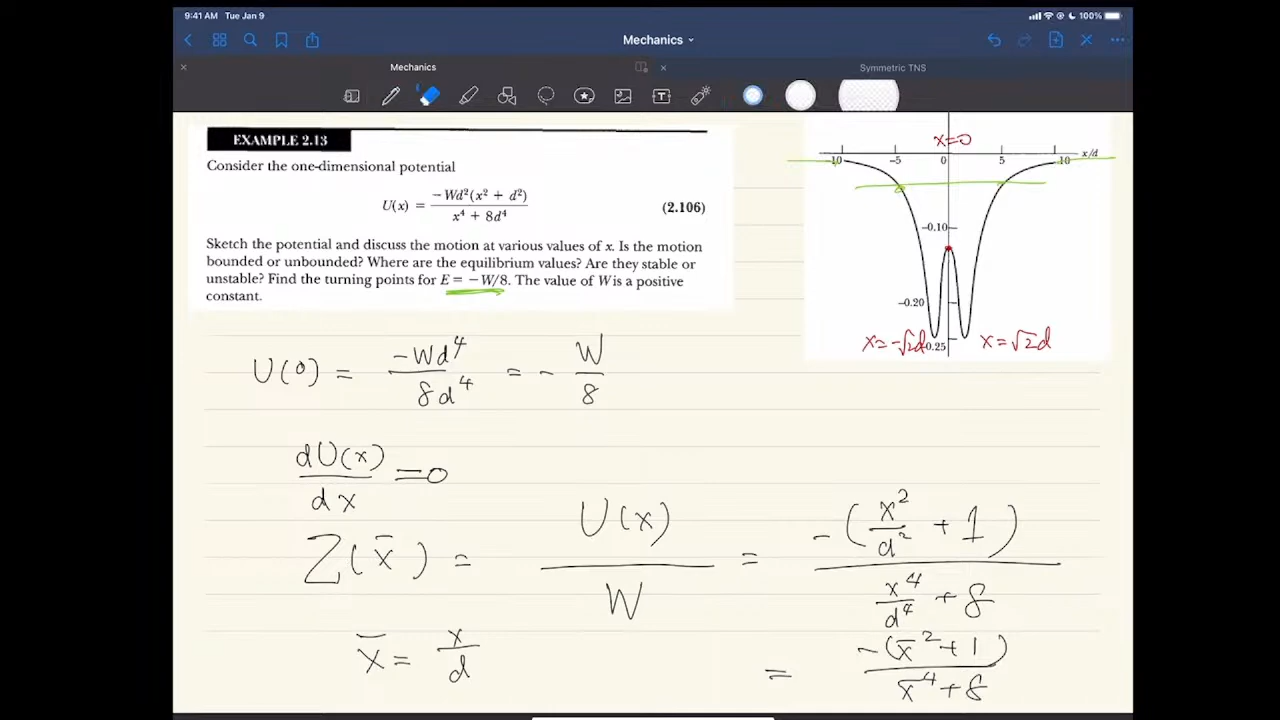 9:41 AM Tue Jan 9
100%
Mechanics
Mechanics
Symmetric TNS
EXAMPLE 2.13
Consider the one-dimensional potential
U(x) = −Wd²(x² + d²) / x⁴ + 8d⁴ (2.106)
Sketch the potential and discuss the motion at various values of x. Is the motion
bounded or unbounded? Where are the equilibrium values? Are they stable or
unstable? Find the turning points for E = −W/8. The value of W is a positive
constant.
x=0
-10 -5 0 5 10 x/d
−0.10
−0.20
x=-√2d
0.25
x=√2d
U(0) = -Wd⁴ / 8d⁴ = - W / 8
dU(x) / dx = 0
Z(x̄) = U(x) / W = -(x²/d² + 1) / x⁴/d⁴ + 8
x̄ = x / d
= -(x̄² + 1) / x̄⁴ + 8